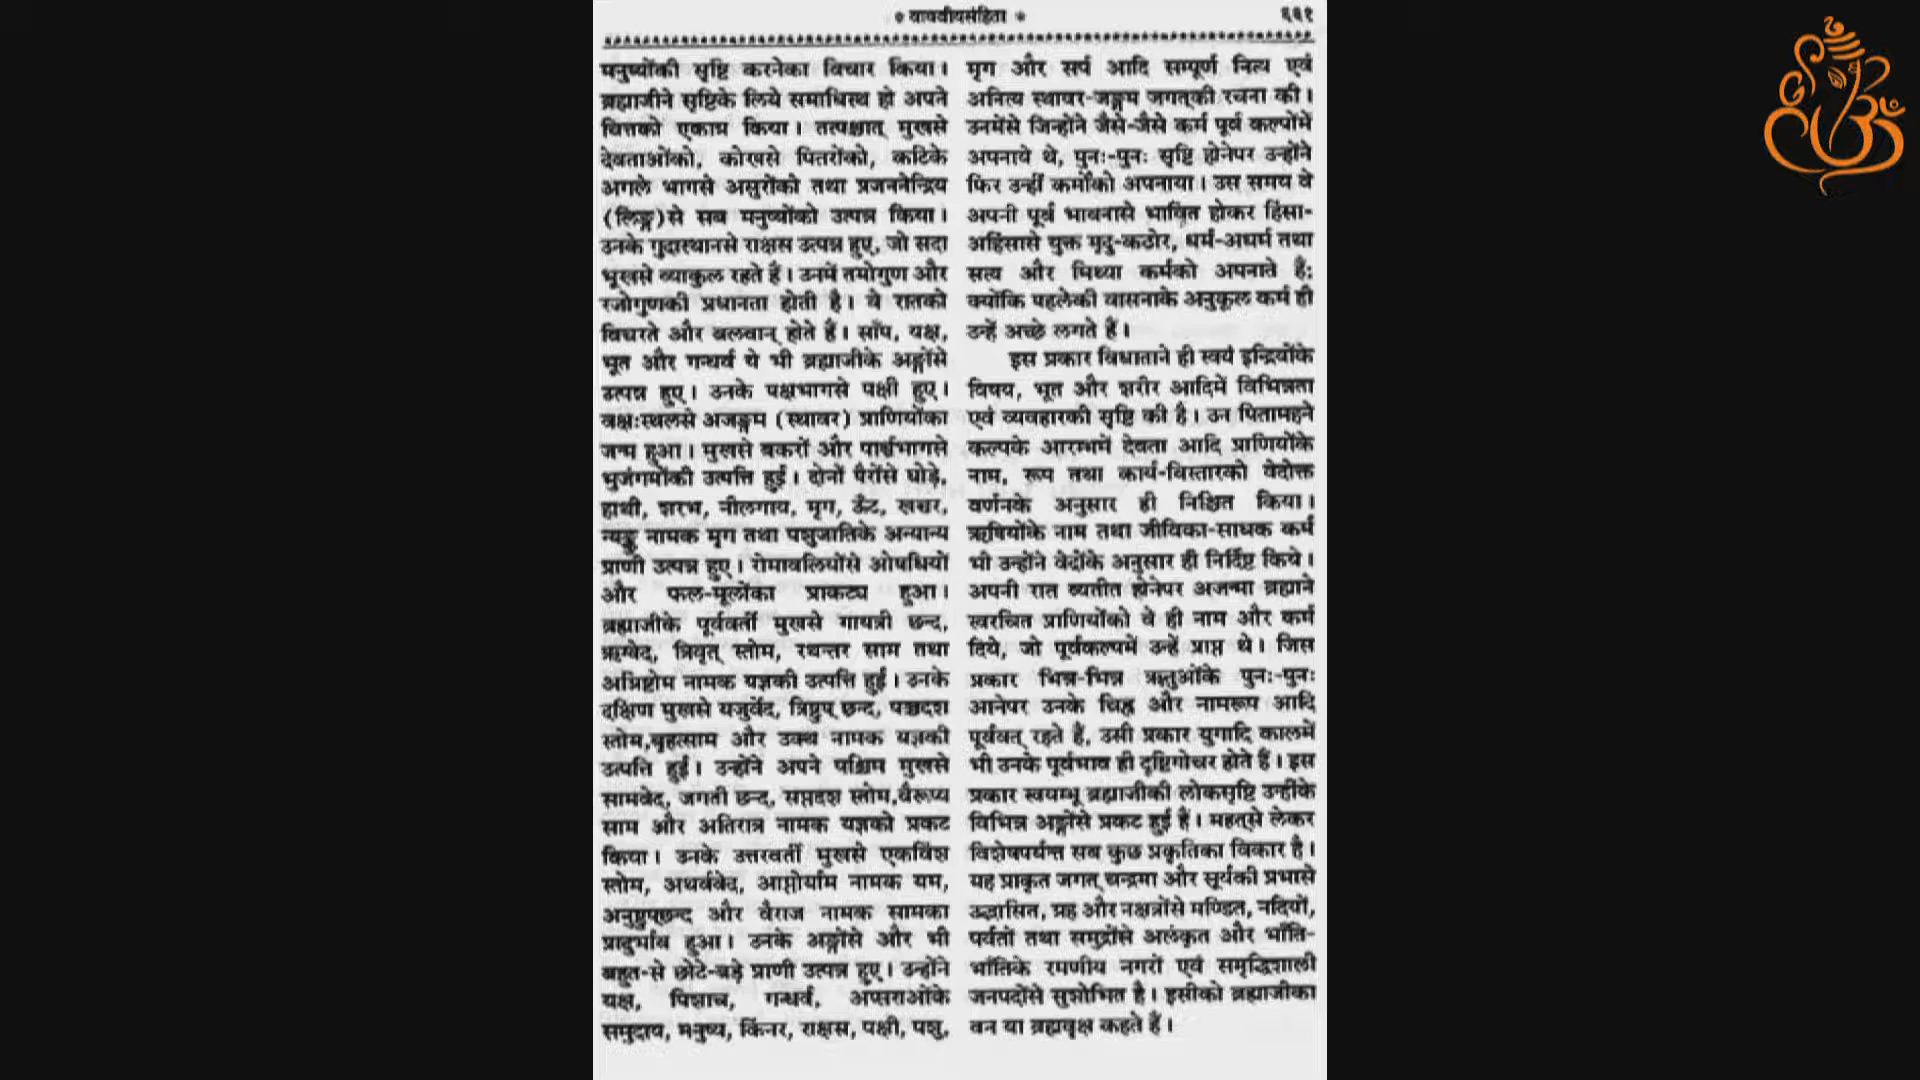 * वायवीयसंहिता *
६६१
मनुष्योंकी सृष्टि करनेका विचार किया।
ब्रह्माजीने सृष्टिके लिये समाधिस्थ हो अपने
चित्तको एकाग्र किया। तत्पश्चात् मुखसे
देवताओंको, कोखसे पितरोंको, कटिके
अगले भागसे असुरोंको तथा प्रजननेन्द्रिय
(लिङ्ग)से सब मनुष्योंको उत्पन्न किया।
उनके गुदास्थानसे राक्षस उत्पन्न हुए, जो सदा
भूखसे व्याकुल रहते हैं। उनमें तमोगुण और
रजोगुणकी प्रधानता होती है। वे रातको
विचरते और बलवान् होते हैं। साँप, यक्ष,
भूत और गन्धर्व ये भी ब्रह्माजीके अङ्गोंसे
उत्पन्न हुए। उनके पक्षभागसे पक्षी हुए।
वक्षःस्थलसे अजङ्गम (स्थावर) प्राणियोंका
जन्म हुआ। मुखसे बकरों और पार्श्वभागसे
भुजंगमोंकी उत्पत्ति हुई। दोनों पैरोंसे घोड़े,
हाथी, शरभ, नीलगाय, मृग, ऊँट, खच्चर,
न्यङ्कु नामक मृग तथा पशुजातिके अन्यान्य
प्राणी उत्पन्न हुए। रोमावलियोंसे ओषधियों
और फल-मूलोंका प्राकट्य हुआ।
ब्रह्माजीके पूर्ववर्ती मुखसे गायत्री छन्द,
ऋग्वेद, त्रिवृत् स्तोम, रथन्तर साम तथा
अग्निष्टोम नामक यज्ञकी उत्पत्ति हुई। उनके
दक्षिण मुखसे यजुर्वेद, त्रिष्टुप् छन्द, पञ्चदश
स्तोम,बृहत्साम और उक्थ नामक यज्ञकी
उत्पत्ति हुई। उन्होंने अपने पश्चिम मुखसे
सामवेद, जगती छन्द, सप्तदश स्तोम,वैरूप्य
साम और अतिरात्र नामक यज्ञको प्रकट
किया। उनके उत्तरवर्ती मुखसे एकविंश
स्तोम, अथर्ववेद, आप्तोर्याम नामक यम,
अनुष्टुप्छन्द और वैराज नामक सामका
प्रादुर्भाव हुआ। उनके अङ्गोंसे और भी
बहुत-से छोटे-बड़े प्राणी उत्पन्न हुए। उन्होंने
यक्ष, पिशाच, गन्धर्व, अप्सराओंके
समुदाय, मनुष्य, किंनर, राक्षस, पक्षी, पशु,
मृग और सर्प आदि सम्पूर्ण नित्य एवं
अनित्य स्थावर-जङ्गम जगत्‌की रचना की।
उनमेंसे जिन्होंने जैसे-जैसे कर्म पूर्व कल्पोंमें
अपनाये थे, पुनः-पुनः सृष्टि होनेपर उन्होंने
फिर उन्हीं कर्मोंको अपनाया। उस समय वे
अपनी पूर्व भावनासे भावित होकर हिंसा-
अहिंसासे युक्त मृदु-कठोर, धर्म-अधर्म तथा
सत्य और मिथ्या कर्मको अपनाते हैं;
क्योंकि पहलेकी वासनाके अनुकूल कर्म ही
उन्हें अच्छे लगते हैं।
इस प्रकार विधाताने ही स्वयं इन्द्रियोंके
विषय, भूत और शरीर आदिमें विभिन्नता
एवं व्यवहारकी सृष्टि की है। उन पितामहने
कल्पके आरम्भमें देवता आदि प्राणियोंके
नाम, रूप तथा कार्य-विस्तारको वेदोक्त
वर्णनके अनुसार ही निश्चित किया।
ऋषियोंके नाम तथा जीविका-साधक कर्म
भी उन्होंने वेदोंके अनुसार ही निर्दिष्ट किये।
अपनी रात व्यतीत होनेपर अजन्मा ब्रह्माने
स्वरचित प्राणियोंको वे ही नाम और कर्म
दिये, जो पूर्वकल्पमें उन्हें प्राप्त थे। जिस
प्रकार भिन्न-भिन्न ऋतुओंके पुनः-पुनः
आनेपर उनके चिह्न और नामरूप आदि
पूर्ववत् रहते हैं, उसी प्रकार युगादि कालमें
भी उनके पूर्वभाव ही दृष्टिगोचर होते हैं। इस
प्रकार स्वयम्भू ब्रह्माजीकी लोकसृष्टि उन्हींके
विभिन्न अङ्गोंसे प्रकट हुई है। महत्‌से लेकर
विशेषपर्यन्त सब कुछ प्रकृतिका विकार है।
यह प्राकृत जगत् चन्द्रमा और सूर्यकी प्रभासे
उद्भासित, ग्रह और नक्षत्रोंसे मण्डित, नदियों,
पर्वतों तथा समुद्रोंसे अलंकृत और भाँति-
भाँतिके रमणीय नगरों एवं समृद्धिशाली
जनपदोंसे सुशोभित है। इसीको ब्रह्माजीका
वन या ब्रह्मवृक्ष कहते हैं।